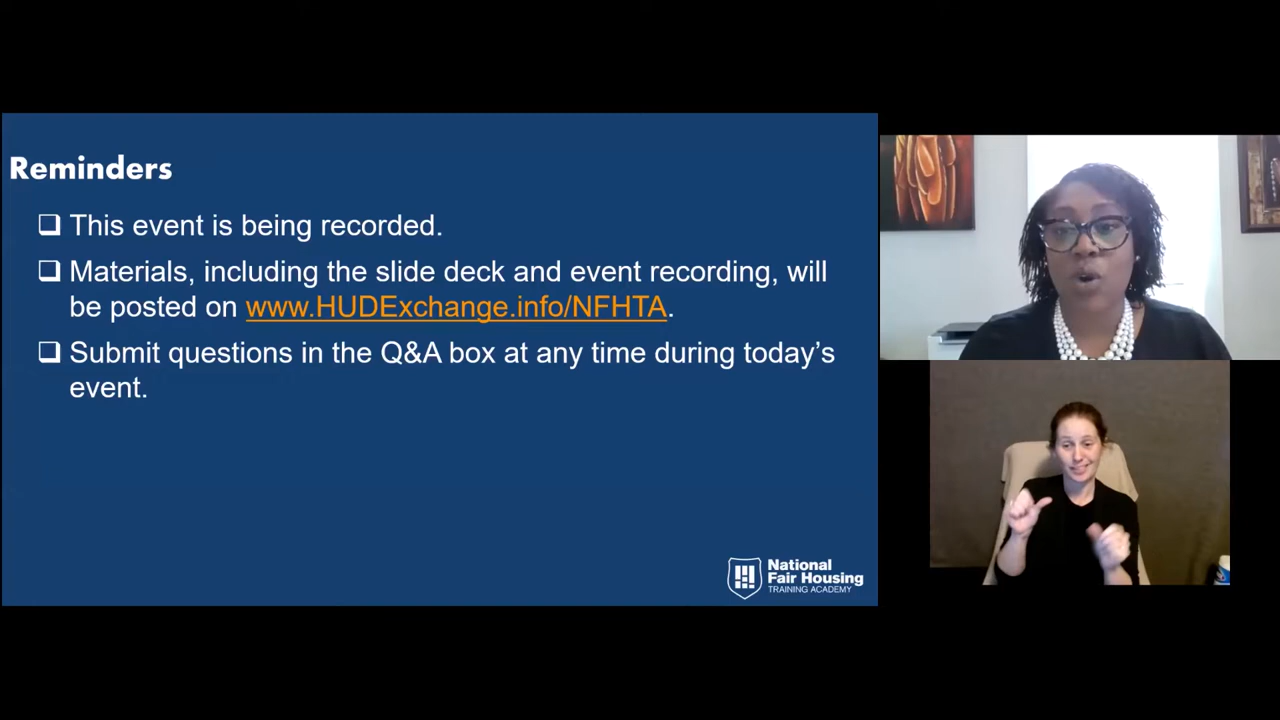 Reminders
❑ This event is being recorded.
❑ Materials, including the slide deck and event recording, will
be posted on www.HUDExchange.info/NFHTA.
❑ Submit questions in the Q&A box at any time during today’s
event.
National
Fair Housing
TRAINING ACADEMY